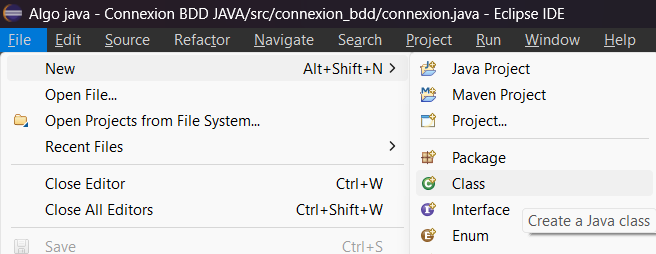 Algo java - Connexion BDD JAVA/src/connexion_bdd/connexion.java - Eclipse IDE
File Edit Source Refactor Navigate Search Project Run Window Help
New Alt+Shift+N >
Open File...
Open Projects from File System...
Recent Files >
Close Editor Ctrl+W
Close All Editors Ctrl+Shift+W
Save Ctrl+S
Java Project
Maven Project
Project...
Package
Class
Interface
Create a Java class
Enum